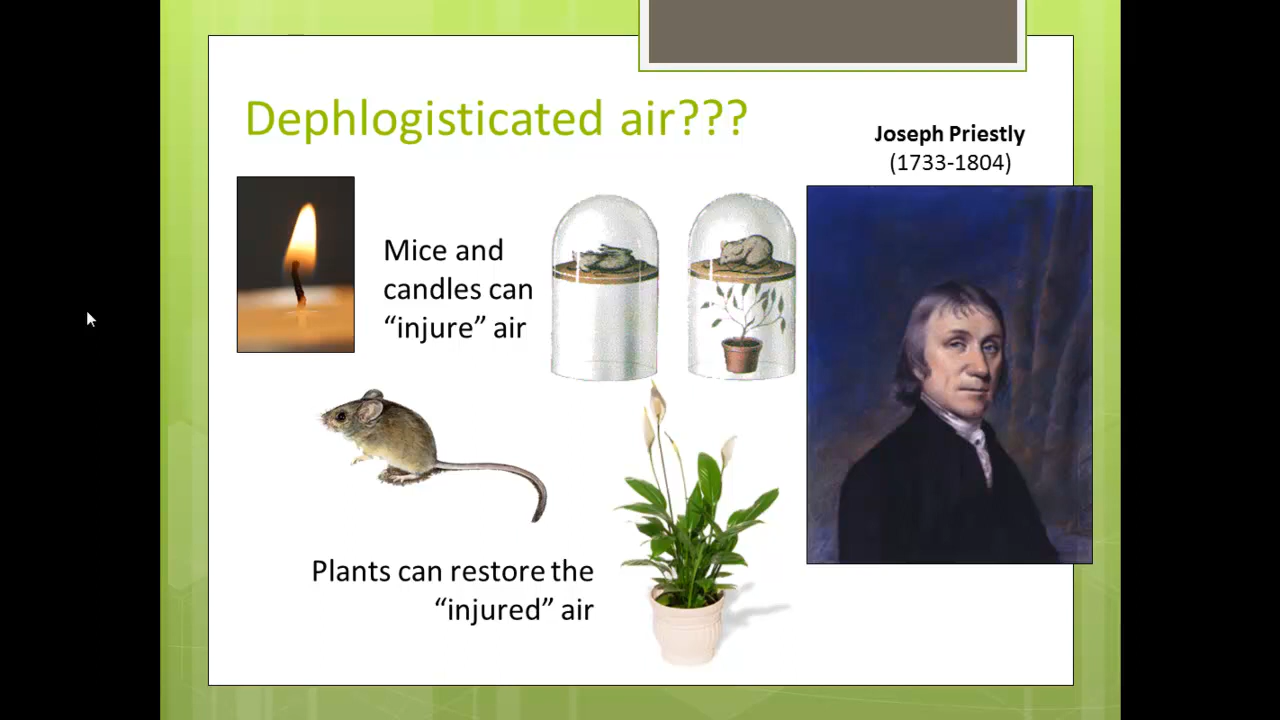 Dephlogisticated air???
Joseph Priestly
(1733-1804)
Mice and
candles can
“injure” air
Plants can restore the
“injured” air